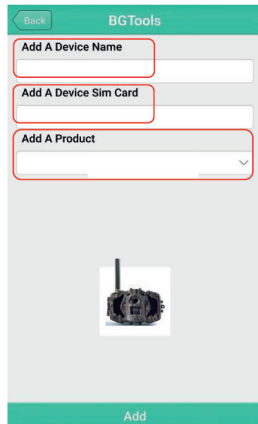 Back
BGTools
Add A Device Name
Add A Device Sim Card
Add A Product
Add